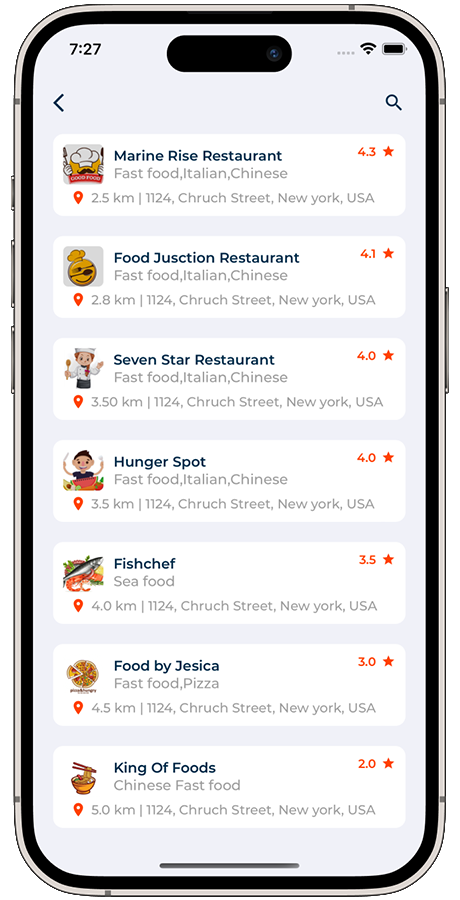 7:27
Marine Rise Restaurant
4.3
Fast food,Italian,Chinese
GOOD FOOD
2.5 km | 1124, Chruch Street, New york, USA
Food Jusction Restaurant
4.1
Fast food,Italian,Chinese
2.8 km | 1124, Chruch Street, New york, USA
Seven Star Restaurant
4.0
Fast food,Italian,Chinese
3.50 km | 1124, Chruch Street, New york, USA
Hunger Spot
4.0
Fast food,Italian,Chinese
3.5 km | 1124, Chruch Street, New york, USA
Fishchef
3.5
Sea food
4.0 km | 1124, Chruch Street, New york, USA
Food by Jesica
3.0
Fast food,Pizza
4.5 km | 1124, Chruch Street, New york, USA
King Of Foods
2.0
Chinese Fast food
5.0 km | 1124, Chruch Street, New york, USA